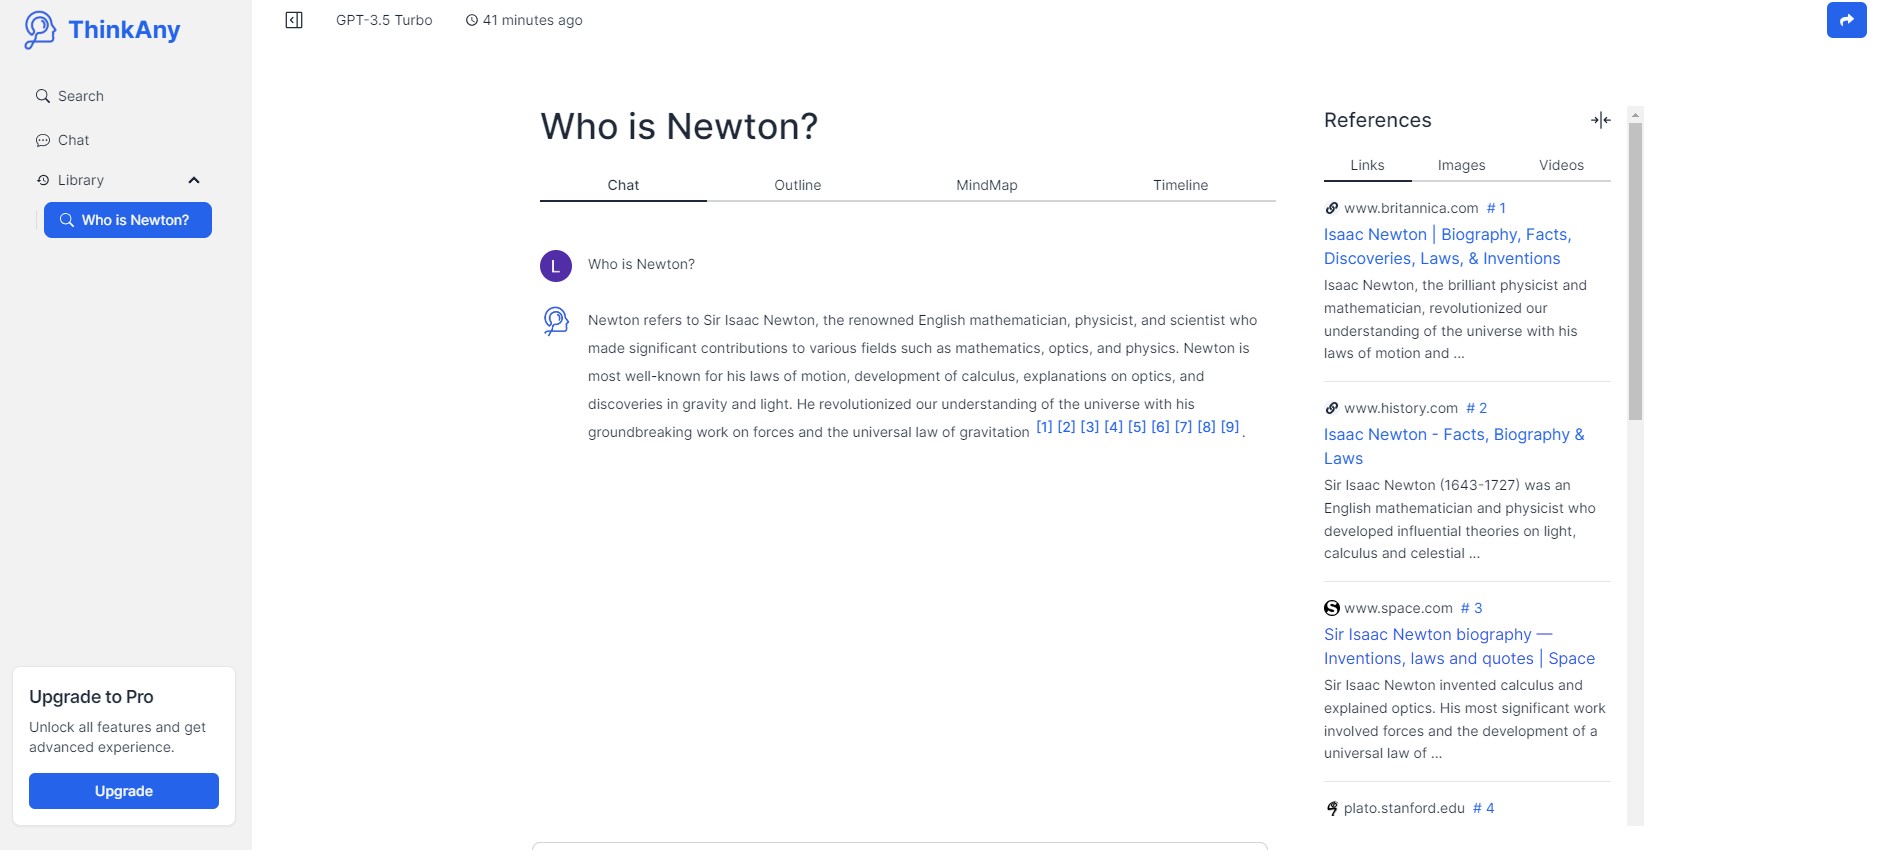 ThinkAny
Search
Chat
Library
Who is Newton?
Upgrade to Pro
Unlock all features and get
advanced experience.
Upgrade
GPT-3.5 Turbo
41 minutes ago
Who is Newton?
Chat
Outline
MindMap
Timeline
L
Who is Newton?
Newton refers to Sir Isaac Newton, the renowned English mathematician, physicist, and scientist who
made significant contributions to various fields such as mathematics, optics, and physics. Newton is
most well-known for his laws of motion, development of calculus, explanations on optics, and
discoveries in gravity and light. He revolutionized our understanding of the universe with his
groundbreaking work on forces and the universal law of gravitation [1] [2] [3] [4] [5] [6] [7] [8] [9] .
References
Links
Images
Videos
www.britannica.com # 1
Isaac Newton | Biography, Facts,
Discoveries, Laws, & Inventions
Isaac Newton, the brilliant physicist and
mathematician, revolutionized our
understanding of the universe with his
laws of motion and ...
www.history.com # 2
Isaac Newton - Facts, Biography &
Laws
Sir Isaac Newton (1643-1727) was an
English mathematician and physicist who
developed influential theories on light,
calculus and celestial ...
www.space.com # 3
Sir Isaac Newton biography —
Inventions, laws and quotes | Space
Sir Isaac Newton invented calculus and
explained optics. His most significant work
involved forces and the development of a
universal law of ...
plato.stanford.edu # 4